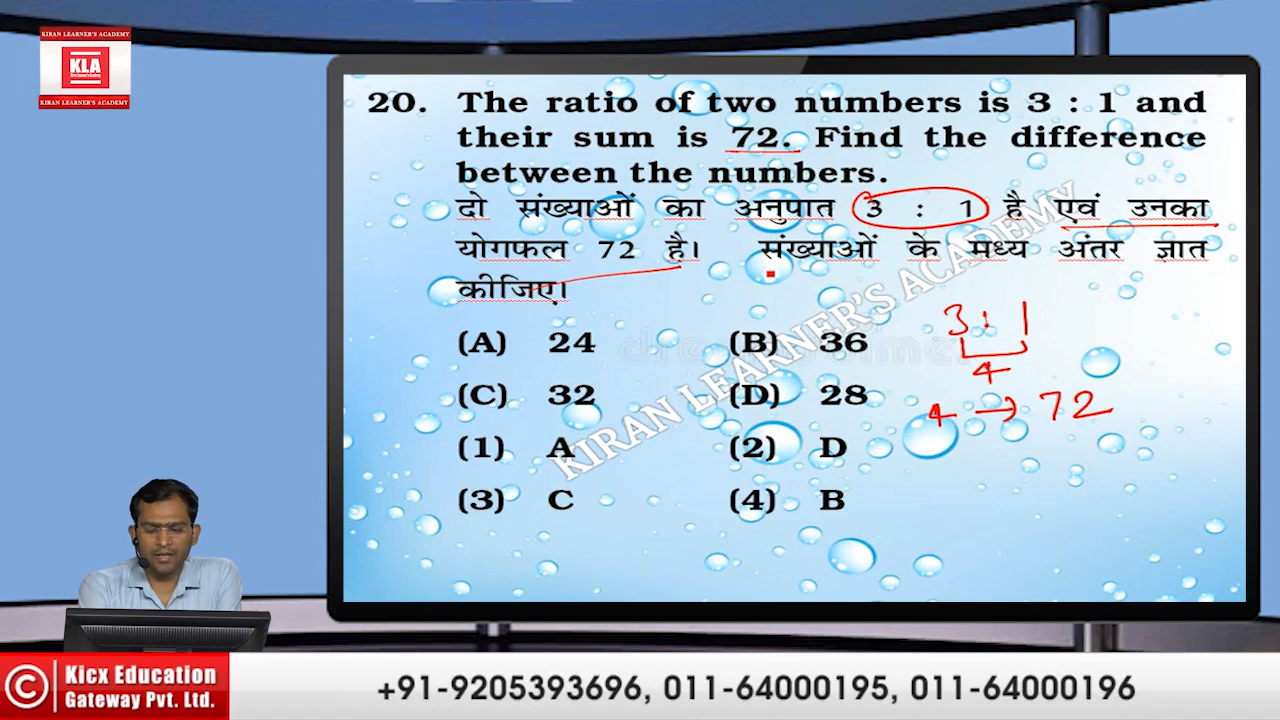 KIRAN LEARNER'S ACADEMY
KLA
KIRAN LEARNER'S ACADEMY
20. The ratio of two numbers is 3 : 1 and
their sum is 72. Find the difference
between the numbers.
दो संख्याओं का अनुपात 3 : 1 है एवं उनका
योगफल 72 है। संख्याओं के मध्य अंतर ज्ञात
कीजिए।
3 : 1
4
4 → 72
(A) 24 (B) 36
(C) 32 (D) 28
(1) A (2) D
(3) C (4) B
KIRAN LEARNER'S ACADEMY
© Kicx Education
Gateway Pvt. Ltd.
+91-9205393696, 011-64000195, 011-64000196